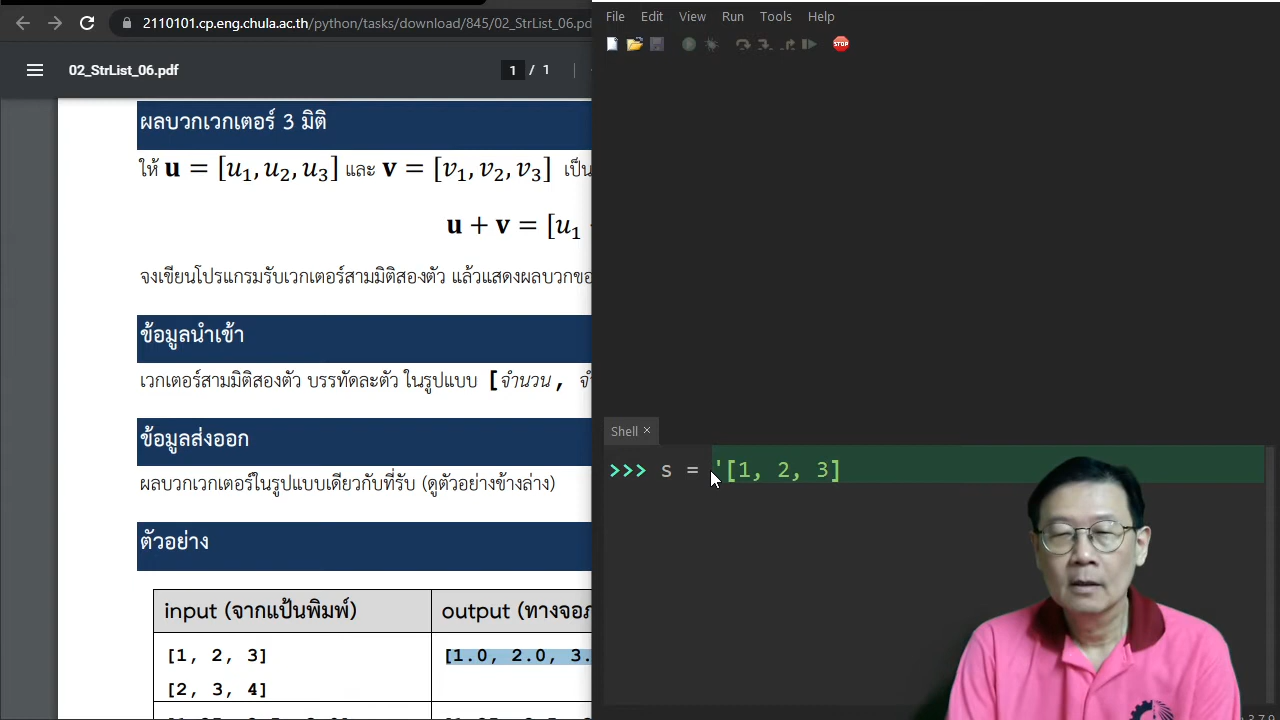 2110101.cp.eng.chula.ac.th/python/tasks/download/845/02_StrList_06.pd
02_StrList_06.pdf
1 / 1
ผลบวกเวกเตอร์ 3 มิติ
ให้ u = [u1, u2, u3] และ v = [v1, v2, v3] เป็น
u + v = [u1
จงเขียนโปรแกรมรับเวกเตอร์สามมิติสองตัว แล้วแสดงผลบวกขอ
ข้อมูลนำเข้า
เวกเตอร์สามมิติสองตัว บรรทัดละตัว ในรูปแบบ [จำนวน, จำ
ข้อมูลส่งออก
ผลบวกเวกเตอร์ในรูปแบบเดียวกับที่รับ (ดูตัวอย่างข้างล่าง)
ตัวอย่าง
input (จากแป้นพิมพ์)
output (ทางจอภ
[1, 2, 3]
[1.0, 2.0, 3.
[2, 3, 4]
File Edit View Run Tools Help
STOP
Shell ×
>>> s = '[1, 2, 3]